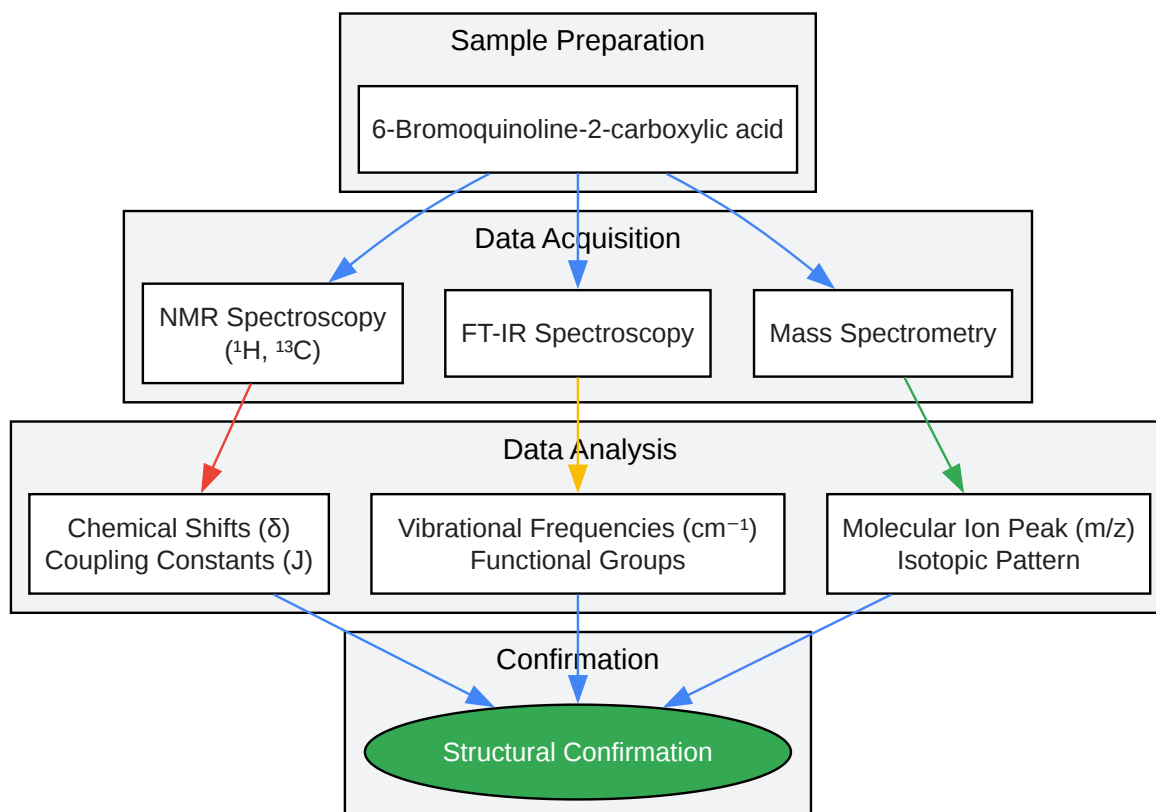 Sample Preparation
6-Bromoquinoline-2-carboxylic acid
Data Acquisition
NMR Spectroscopy
(¹H, ¹³C)
FT-IR Spectroscopy
Mass Spectrometry
Data Analysis
Chemical Shifts (δ)
Coupling Constants (J)
Vibrational Frequencies (cm⁻¹)
Functional Groups
Molecular Ion Peak (m/z)
Isotopic Pattern
Confirmation
Structural Confirmation